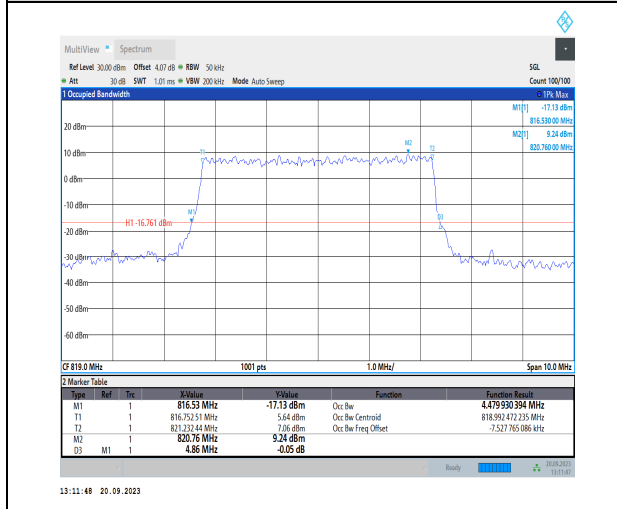 MultiView Spectrum
Ref Level 30.00 dBm Offset 4.07 dB RBW 50 kHz SGL
Att 30 dB SWT 1.01 ms VBW 200 kHz Mode Auto Sweep Count 100/100
1 Occupied Bandwidth 1Pk Max
M1[1] -17.13 dBm
816.530 00 MHz
M2[1] 9.24 dBm
820.760 00 MHz
20 dBm
10 dBm
0 dBm
-10 dBm
-20 dBm
-30 dBm
-40 dBm
-50 dBm
-60 dBm
T1
M2
T2
M1
D3
H1 -16.761 dBm
CF 819.0 MHz 1001 pts 1.0 MHz/ Span 10.0 MHz
2 Marker Table
Type Ref Trc X-Value Y-Value Function Function Result
M1 1 816.53 MHz -17.13 dBm Occ Bw 4.479 930 394 MHz
T1 1 816.752 51 MHz 5.64 dBm Occ Bw Centroid 818.992 472 235 MHz
T2 1 821.232 44 MHz 7.06 dBm Occ Bw Freq Offset -7.527 765 086 kHz
M2 1 820.76 MHz 9.24 dBm
D3 M1 1 4.86 MHz -0.05 dB
Ready 20.09.2023
13:11:47
13:11:48 20.09.2023